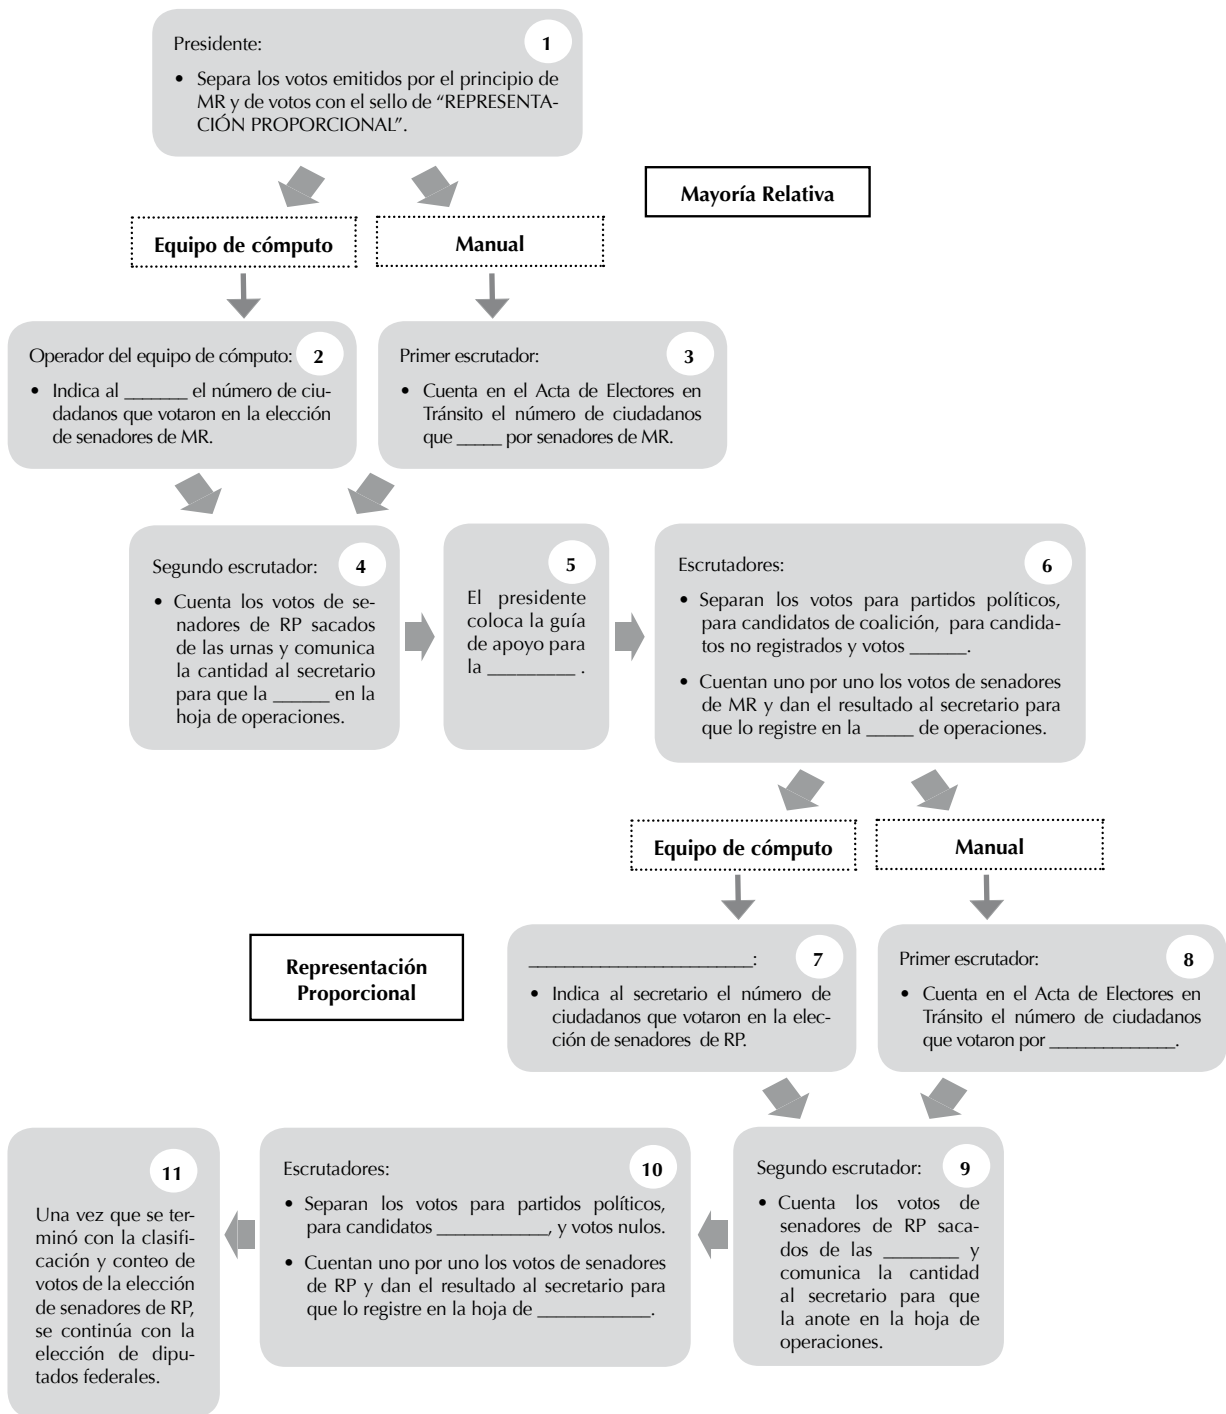 1
Presidente:
• Separa los votos emitidos por el principio de
MR y de votos con el sello de “REPRESENTA-
CIÓN PROPORCIONAL”.
Mayoría Relativa
Equipo de cómputo
Manual
Operador del equipo de cómputo: 2
• Indica al _______ el número de ciu-
dadanos que votaron en la elección
de senadores de MR.
Primer escrutador: 3
• Cuenta en el Acta de Electores en
Tránsito el número de ciudadanos
que _____ por senadores de MR.
Segundo escrutador: 4
• Cuenta los votos de se-
nadores de RP sacados
de las urnas y comunica
la cantidad al secretario
para que la ______ en la
hoja de operaciones.
5
El presidente
coloca la guía
de apoyo para
la _________ .
Escrutadores: 6
• Separan los votos para partidos políticos,
para candidatos de coalición, para candida-
tos no registrados y votos ______.
• Cuentan uno por uno los votos de senadores
de MR y dan el resultado al secretario para
que lo registre en la _____ de operaciones.
Equipo de cómputo
Manual
Representación
Proporcional
_________________________: 7
• Indica al secretario el número de
ciudadanos que votaron en la elec-
ción de senadores de RP.
Primer escrutador: 8
• Cuenta en el Acta de Electores en
Tránsito el número de ciudadanos
que votaron por ______________.
Segundo escrutador: 9
• Cuenta los votos de
senadores de RP saca-
dos de las ________ y
comunica la cantidad
al secretario para que
la anote en la hoja de
operaciones.
Escrutadores: 10
• Separan los votos para partidos políticos,
para candidatos ____________, y votos nulos.
• Cuentan uno por uno los votos de senadores
de RP y dan el resultado al secretario para
que lo registre en la hoja de ____________.
11
Una vez que se ter-
minó con la clasifi-
cación y conteo de
votos de la elección
de senadores de RP,
se continúa con la
elección de dipu-
tados federales.